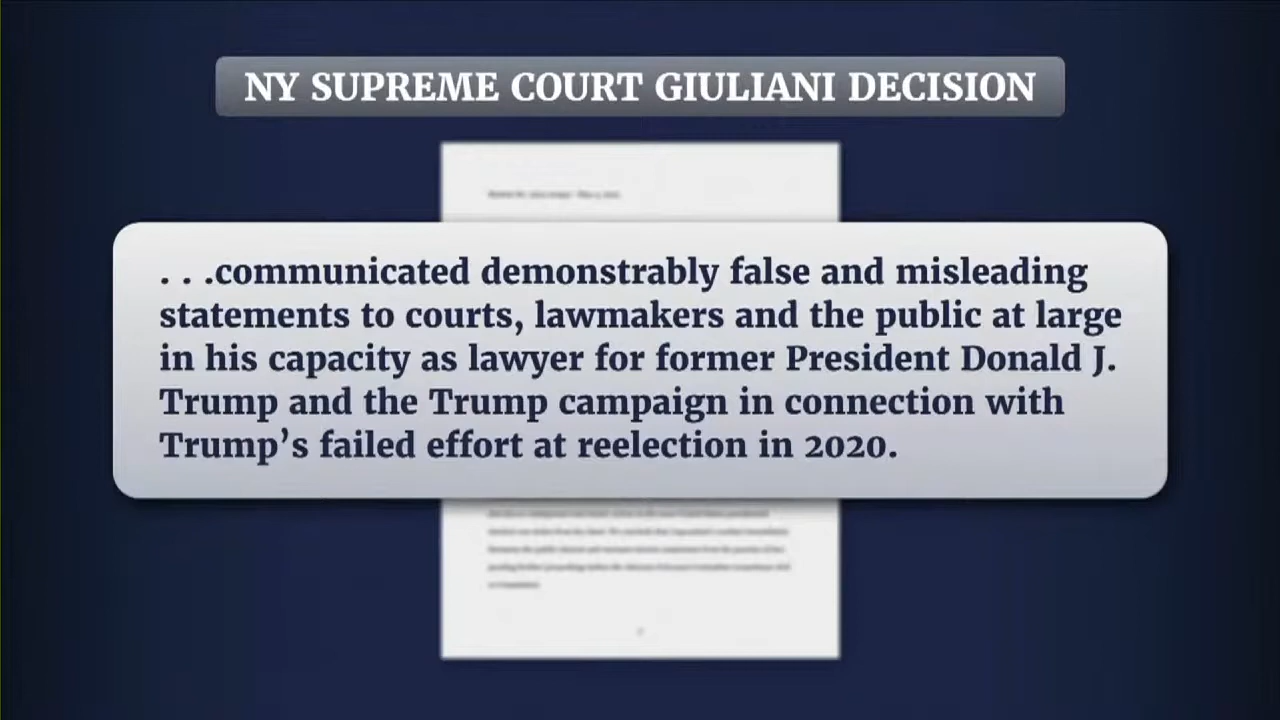 NY SUPREME COURT GIULIANI DECISION
. . .communicated demonstrably false and misleading
statements to courts, lawmakers and the public at large
in his capacity as lawyer for former President Donald J.
Trump and the Trump campaign in connection with
Trump’s failed effort at reelection in 2020.